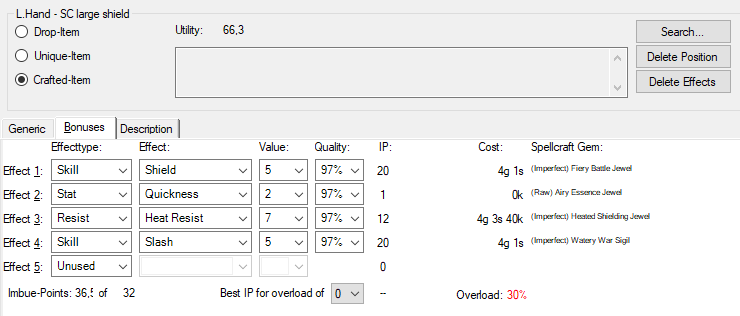 L.Hand - SC large shield
Drop-Item
Utility: 66,3
Unique-Item
Crafted-Item
Search...
Delete Position
Delete Effects
Generic Bonuses Description
Effecttype: Effect: Value: Quality: IP: Cost: Spellcraft Gem:
Effect 1: Skill Shield 5 97% 20 4g 1s (Imperfect) Fiery Battle Jewel
Effect 2: Stat Quickness 2 97% 1 0k (Raw) Airy Essence Jewel
Effect 3: Resist Heat Resist 7 97% 12 4g 3s 40k (Imperfect) Heated Shielding Jewel
Effect 4: Skill Slash 5 97% 20 4g 1s (Imperfect) Watery War Sigil
Effect 5: Unused 0
Imbue-Points: 36,5 of 32 Best IP for overload of 0 -- Overload: 30%